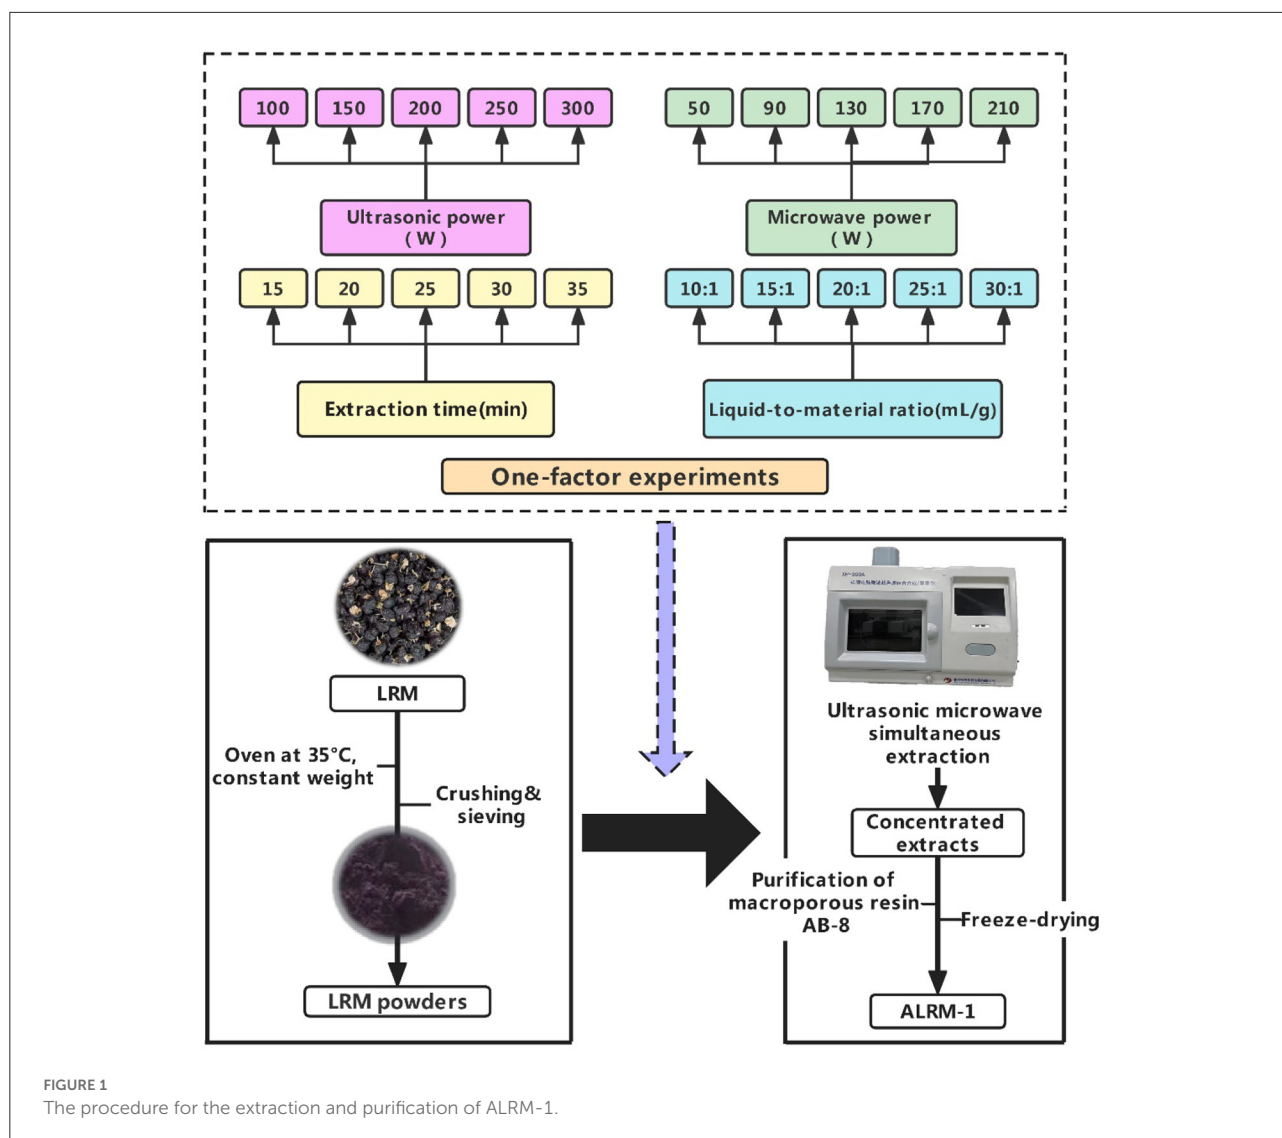 100 150 200 250 300
50 90 130 170 210
Ultrasonic power
( W )
Microwave power
( W )
15 20 25 30 35
10:1 15:1 20:1 25:1 30:1
Extraction time(min)
Liquid-to-material ratio(mL/g)
One-factor experiments
LRM
Oven at 35°C,
constant weight
Crushing&
sieving
LRM powders
Ultrasonic microwave
simultaneous
extraction
Concentrated
extracts
Purification of
macroporous resin
AB-8
Freeze-drying
ALRM-1
FIGURE 1
The procedure for the extraction and purification of ALRM-1.